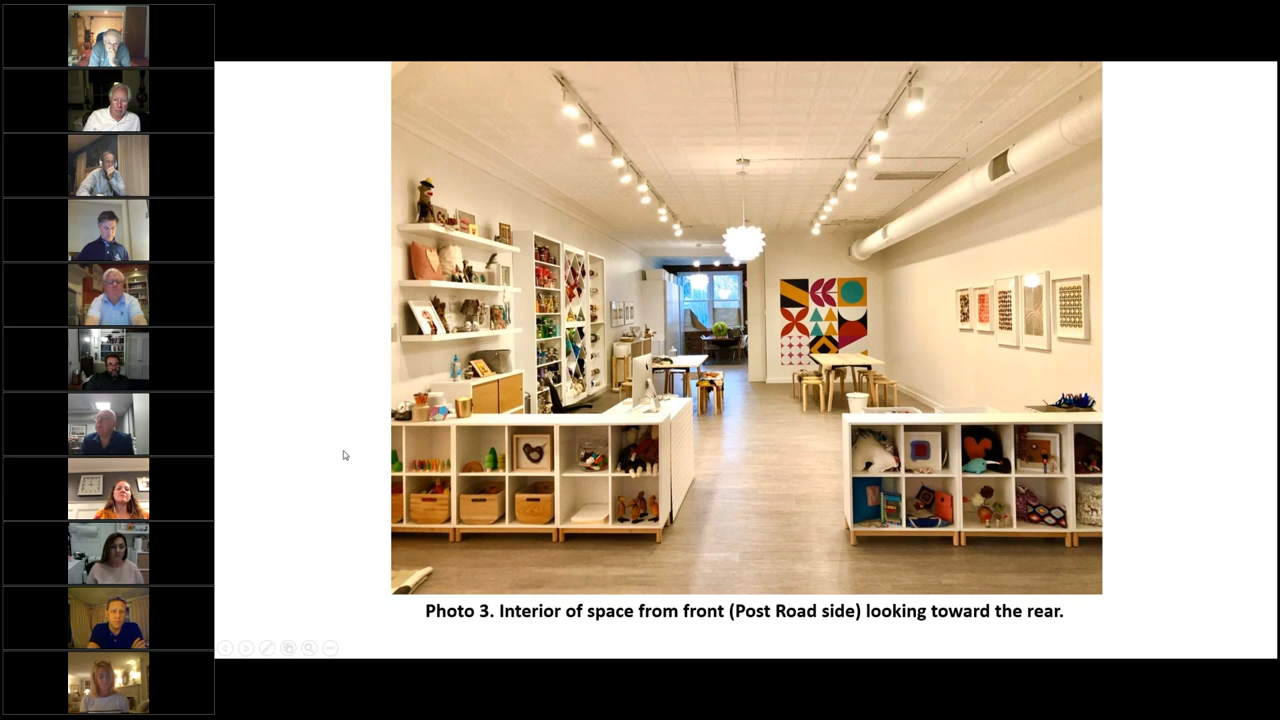 Photo 3. Interior of space from front (Post Road side) looking toward the rear.